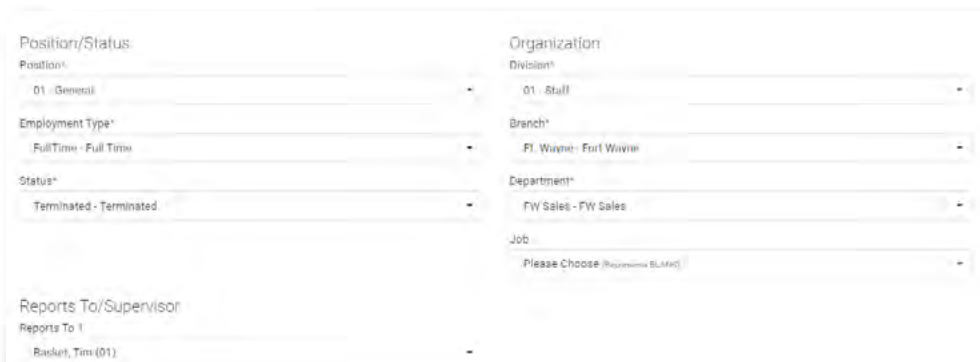 Position/Status
Position*
01 - General
Employment Type*
FullTime - Full Time
Status*
Terminated - Terminated
Reports To/Supervisor
Reports To 1
Basket, Tim (01)
Organization
Division*
01 - Staff
Branch*
Ft. Wayne - Fort Wayne
Department*
FW Sales - FW Sales
Job
Please Choose (Represents BLANK)